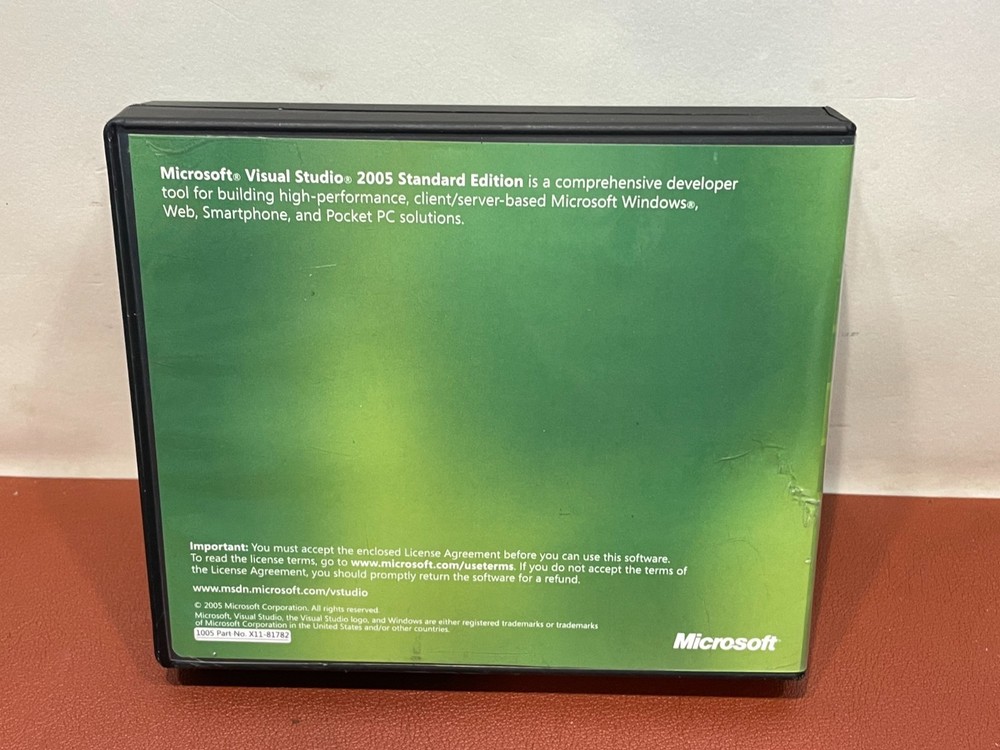 Microsoft® Visual Studio® 2005 Standard Edition is a comprehensive developer
tool for building high-performance, client/server-based Microsoft Windows®,
Web, Smartphone, and Pocket PC solutions.
Important: You must accept the enclosed License Agreement before you can use this software.
To read the license terms, go to www.microsoft.com/useterms. If you do not accept the terms of
the License Agreement, you should promptly return the software for a refund.
www.msdn.microsoft.com/vstudio
© 2005 Microsoft Corporation. All rights reserved.
Microsoft, Visual Studio, the Visual Studio logo, and Windows are either registered trademarks or trademarks
of Microsoft Corporation in the United States and/or other countries.
1005 Part No. X11-81782
Microsoft